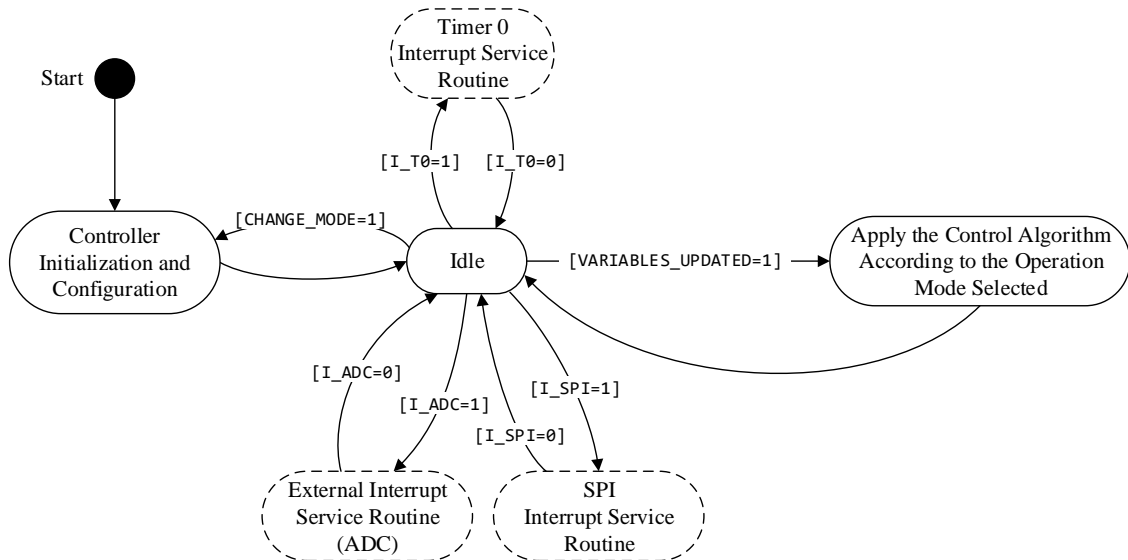 Timer 0
Interrupt Service
Routine
Start
[I_T0=1]
[I_T0=0]
[CHANGE_MODE=1]
Controller
Initialization and
Configuration
Idle
[VARIABLES_UPDATED=1]
Apply the Control Algorithm
According to the Operation
Mode Selected
[I_ADC=0]
[I_ADC=1]
[I_SPI=1]
[I_SPI=0]
External Interrupt
Service Routine
(ADC)
SPI
Interrupt Service
Routine